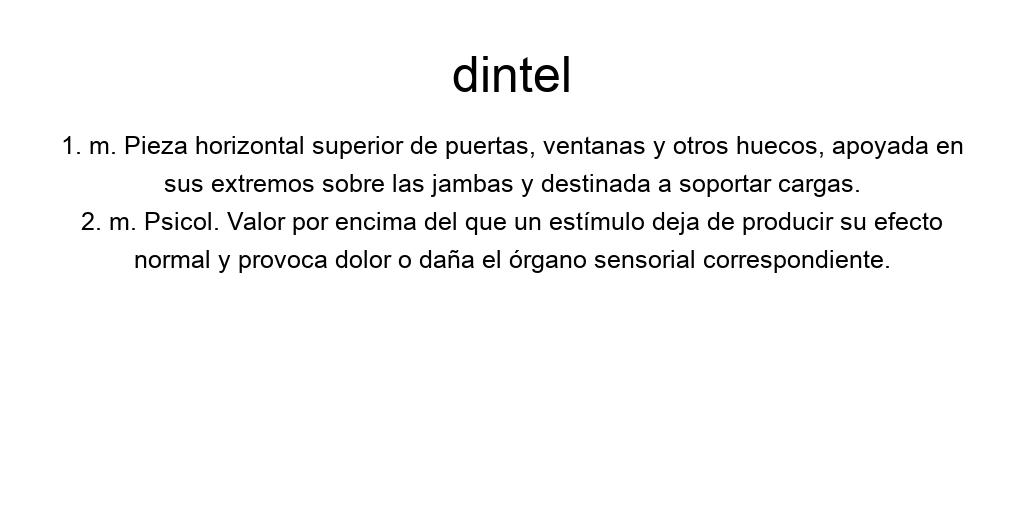 dintel
1. m. Pieza horizontal superior de puertas, ventanas y otros huecos, apoyada en
sus extremos sobre las jambas y destinada a soportar cargas.
2. m. Psicol. Valor por encima del que un estímulo deja de producir su efecto
normal y provoca dolor o daña el órgano sensorial correspondiente.